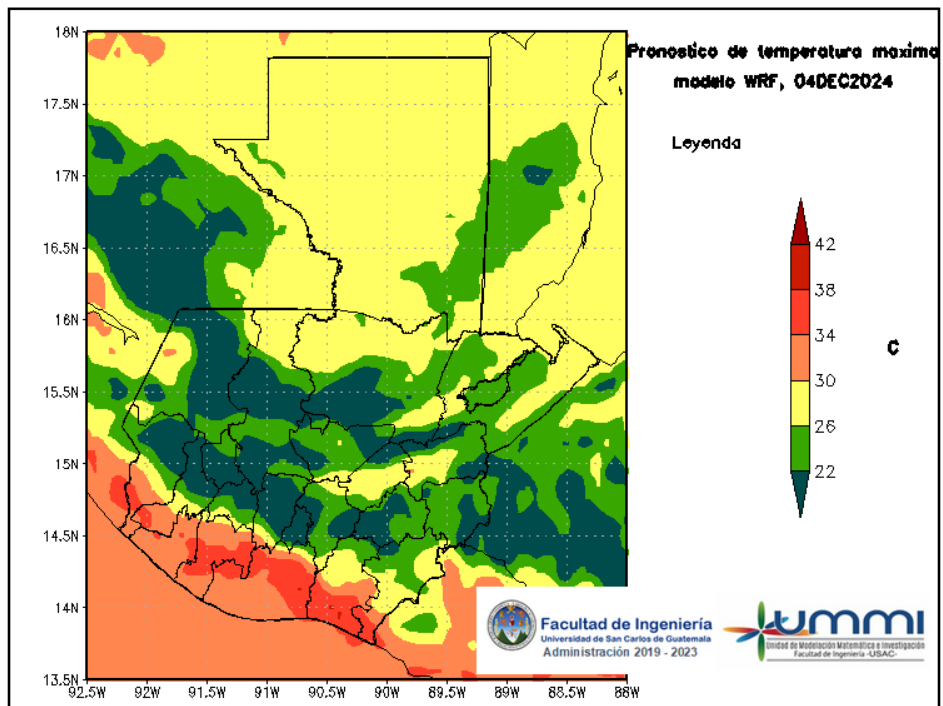 Pronostico de temperatura maxima
modelo WRF, 04DEC2024
Leyenda
42
38
34
30
26
22
C
18N
17.5N
17N
16.5N
16N
15.5N
15N
14.5N
14N
13.5N
92.5W
92W
91.5W
91W
90.5W
90W
89.5W
89W
88.5W
88W
Facultad de Ingeniería
Universidad de San Carlos de Guatemala
Administración 2019 - 2023
UMMI
Unidad de Modelación Matemática e Investigación
Facultad de Ingeniería -USAC-